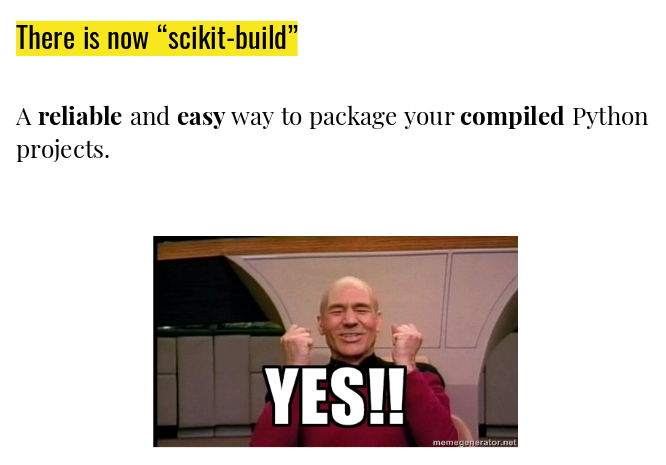 There is now “scikit-build”
A reliable and easy way to package your compiled Python
projects.
YES!!
memegenerator.net